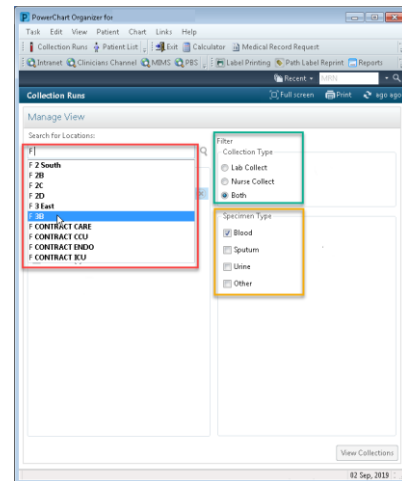 PowerChart Organizer for
Task Edit View Patient Chart Links Help
Collection Runs Patient List Exit Calculator Medical Record Request
Intranet Clinicians Channel MIMS PBS Label Printing Path Label Reprint Reports
Recent MRN
Collection Runs Full screen Print ago ago
Manage View
Search for Locations:
F
F 2 South
F 2B
F 2C
F 2D
F 3 East
F 3B
F CONTRACT CARE
F CONTRACT CCU
F CONTRACT ENDO
F CONTRACT ICU
Filter
Collection Type
Lab Collect
Nurse Collect
Both
Specimen Type
Blood
Sputum
Urine
Other
View Collections
02 Sep, 2019